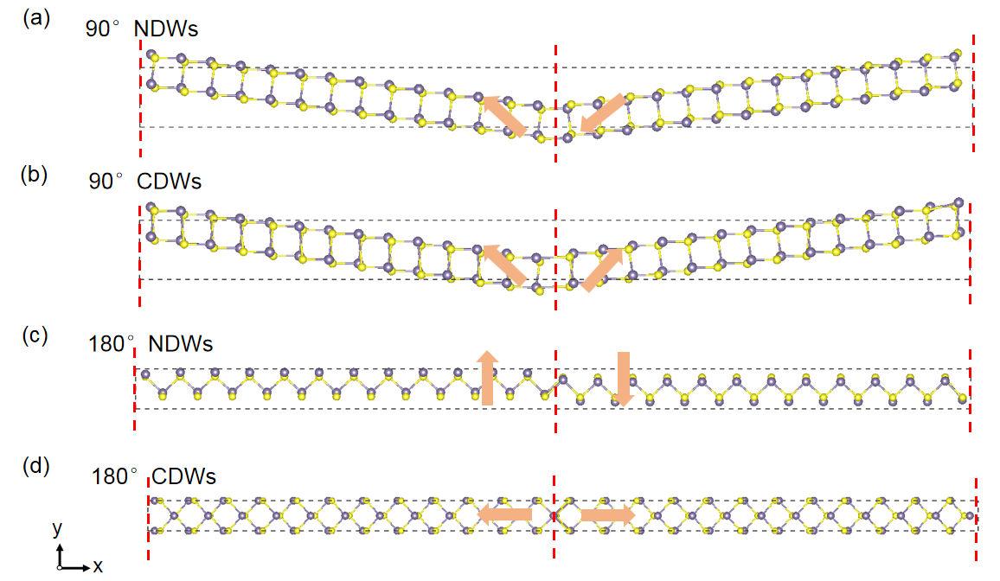 (a)
90° NDWs
(b)
90° CDWs
(c)
180° NDWs
(d)
180° CDWs
y
x